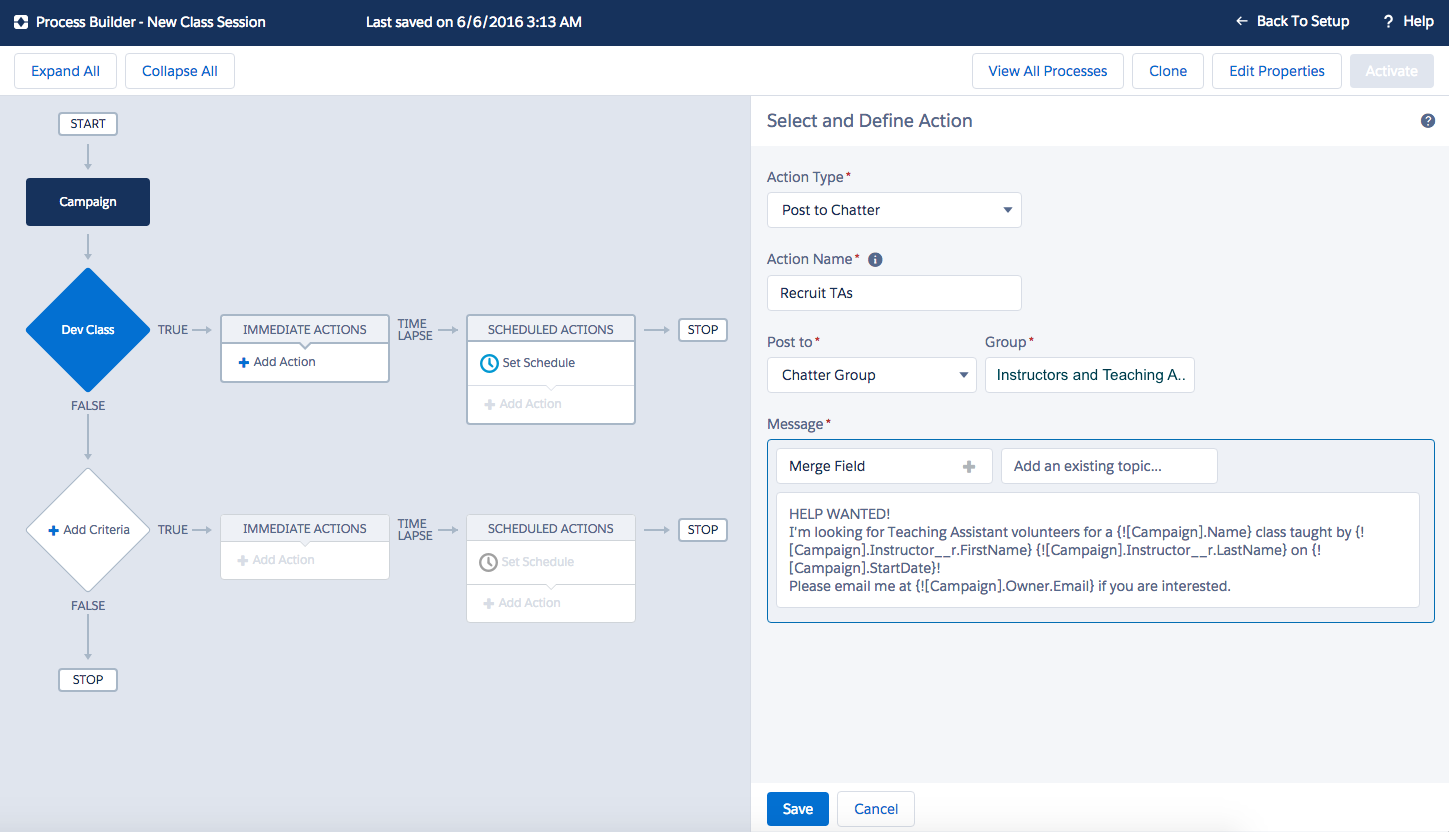 Process Builder - New Class Session
Last saved on 6/6/2016 3:13 AM
Back To Setup
? Help
Expand All
Collapse All
View All Processes
Clone
Edit Properties
Activate
START
Campaign
Dev Class
TRUE
IMMEDIATE ACTIONS
+ Add Action
TIME
LAPSE
SCHEDULED ACTIONS
Set Schedule
+ Add Action
STOP
FALSE
+ Add Criteria
TRUE
IMMEDIATE ACTIONS
+ Add Action
TIME
LAPSE
SCHEDULED ACTIONS
Set Schedule
+ Add Action
STOP
FALSE
STOP
Select and Define Action
?
Action Type*
Post to Chatter
Action Name* i
Recruit TAs
Post to*
Group*
Chatter Group
Instructors and Teaching A..
Message*
Merge Field +
Add an existing topic...
HELP WANTED!
I'm looking for Teaching Assistant volunteers for a {![Campaign].Name} class taught by {!
[Campaign].Instructor__r.FirstName} {![Campaign].Instructor__r.LastName} on {!
[Campaign].StartDate}!
Please email me at {![Campaign].Owner.Email} if you are interested.
Save
Cancel